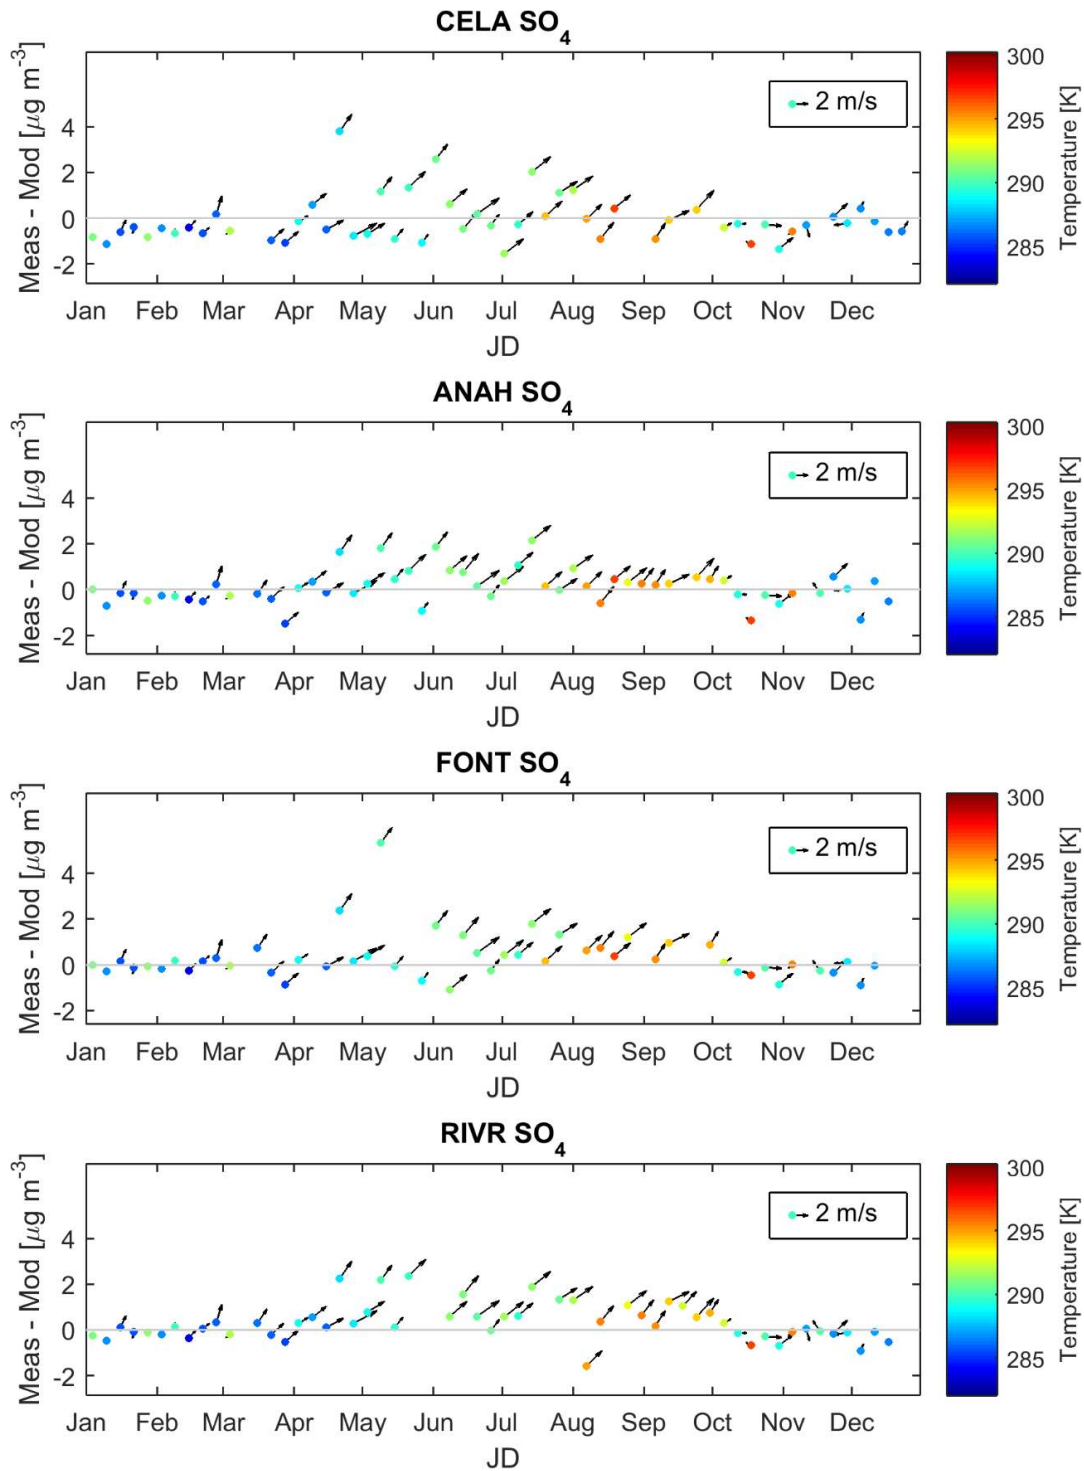 CELA SO4
Meas - Mod [μg m-3]
4
2
0
-2
2 m/s
Jan Feb Mar Apr May Jun Jul Aug Sep Oct Nov Dec
JD
300
295
290
285
Temperature [K]
ANAH SO4
Meas - Mod [μg m-3]
4
2
0
-2
2 m/s
Jan Feb Mar Apr May Jun Jul Aug Sep Oct Nov Dec
JD
300
295
290
285
Temperature [K]
FONT SO4
Meas - Mod [μg m-3]
4
2
0
-2
2 m/s
Jan Feb Mar Apr May Jun Jul Aug Sep Oct Nov Dec
JD
300
295
290
285
Temperature [K]
RIVR SO4
Meas - Mod [μg m-3]
4
2
0
-2
2 m/s
Jan Feb Mar Apr May Jun Jul Aug Sep Oct Nov Dec
JD
300
295
290
285
Temperature [K]